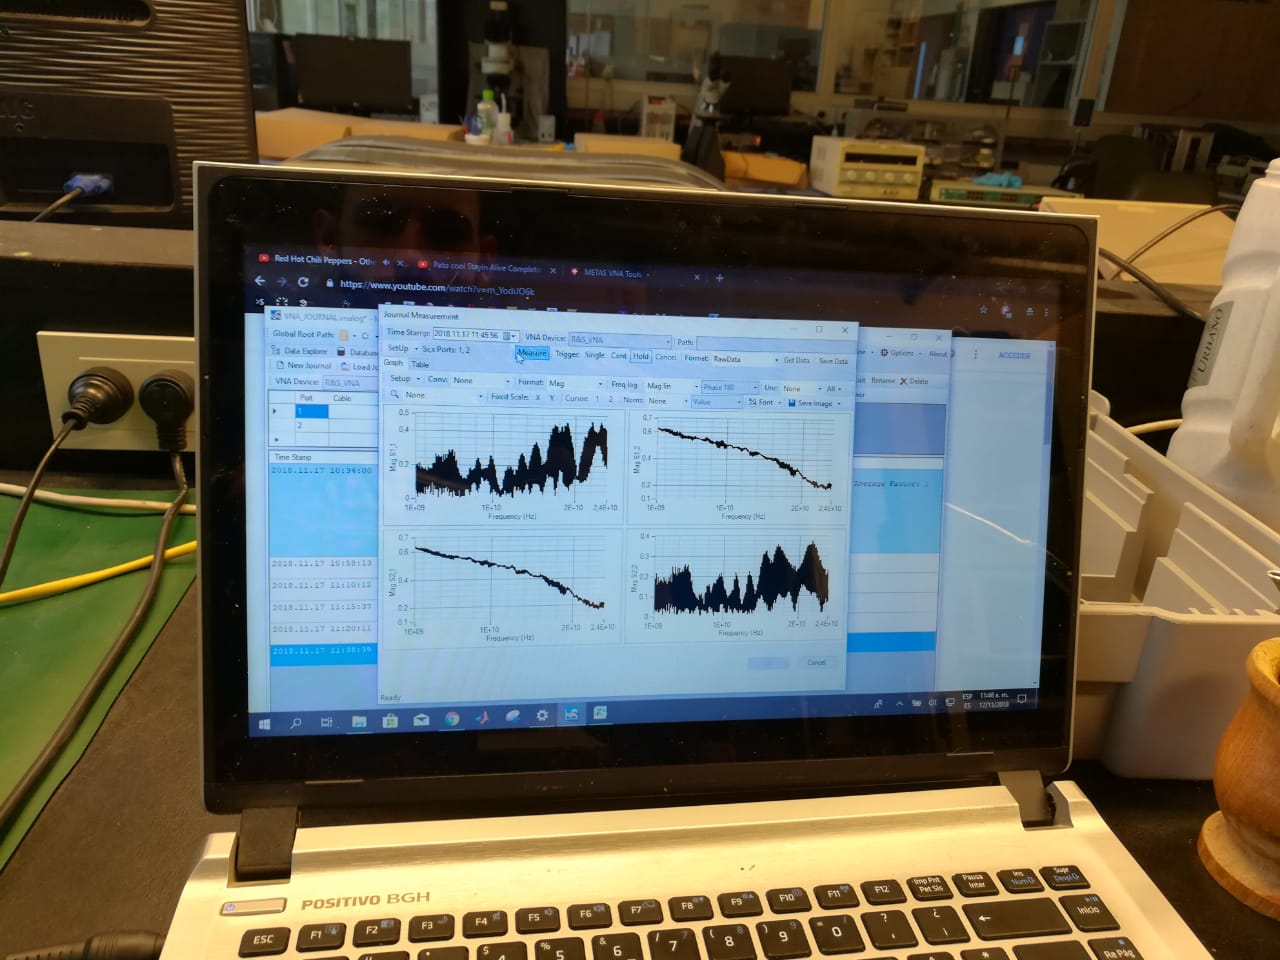 Red Hot Chili Peppers - Oth
Pato cool Stayin Alive Complete
METAS VNA Tools
https://www.youtube.com/watch?v=m_YodiJO6k
VNA_JOURNAL.vnalog* -
Global Root Path:
Data Explorer
Database
New Journal
Load Jo
VNA Device: R&S_VNA
Port
Cable
1
2
Time Stamp
2018.11.17 10:34:00
2018.11.17 10:58:13
2018.11.17 11:10:12
2018.11.17 11:15:37
2018.11.17 11:20:11
2018.11.17 11:38:39
Journal Measurement
Time Stamp: 2018.11.17 11:45:56
VNA Device: R&S_VNA
Path:
SetUp
Sx,x Ports: 1, 2
Measure
Trigger: Single Cont Hold Cancel
Format: RawData
Get Data
Save Data
Graph
Table
Setup
Conv: None
Format: Mag
Freq log
Mag lin
Phase 180
Unc: None
All
None
Fixed Scale: X Y
Cursor: 1 2
Norm: None
Value
Font
Save Image
0,5
0,4
0,2
0
Mag S1,1
1E+09
1E+10
2E+10
2,4E+10
Frequency (Hz)
0,7
0,6
0,4
0,2
0,1
Mag S1,2
1E+09
1E+10
2E+10
2,4E+10
Frequency (Hz)
0,7
0,6
0,4
0,2
0,1
Mag S2,1
1E+09
1E+10
2E+10
2,4E+10
Frequency (Hz)
0,4
0,3
0,2
0,1
0
Mag S2,2
1E+09
1E+10
2E+10
2,4E+10
Frequency (Hz)
Cancel
Ready
Options
About
Rename
Delete
Average Factor: 1
ACCEDER
ESP
ES
11:46 a. m.
17/11/2018
URBANO
POSITIVO BGH
ESC
F1
F2
F3
F4
F5
F6
F7
F8
F9
F10
F11
F12
Imp Pnt
Pet Sis
Pausa
Inter
Ins
Num
Supr
Despl
$
4
%
5
&
6
/
7
(
8
)
9
=
0
?
¿
Inicio
Re Pág